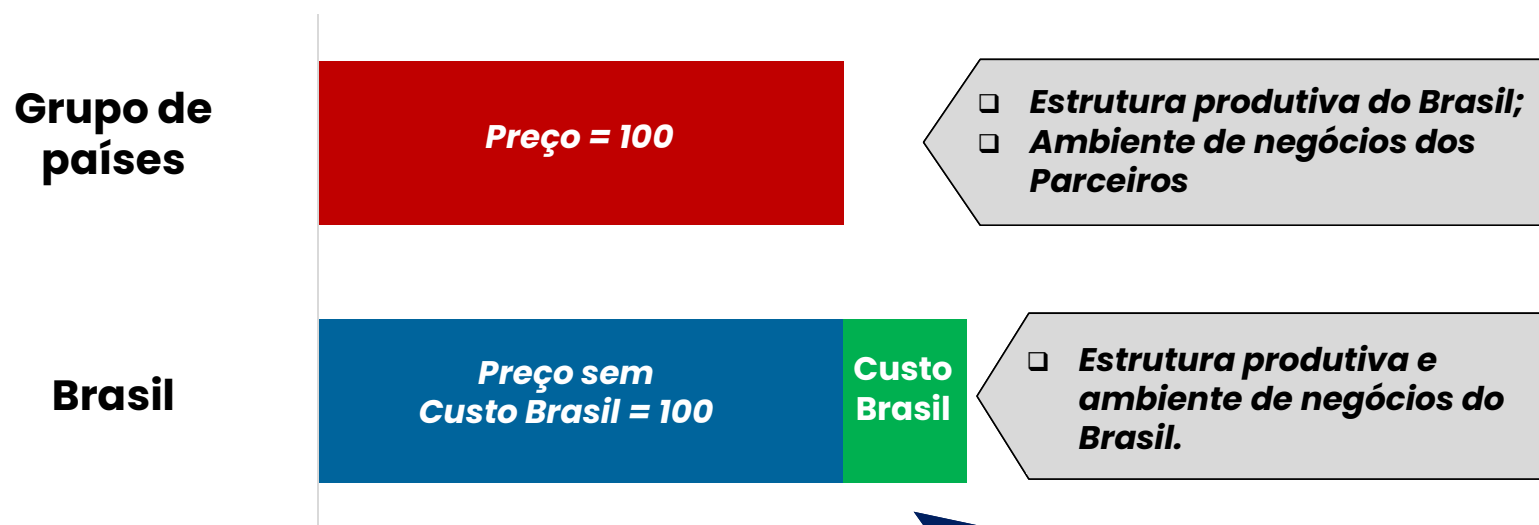 Grupo de
países
Preço = 100
❑ Estrutura produtiva do Brasil;
❑ Ambiente de negócios dos
Parceiros
Brasil
Preço sem
Custo Brasil = 100
Custo
Brasil
❑ Estrutura produtiva e
ambiente de negócios do
Brasil.